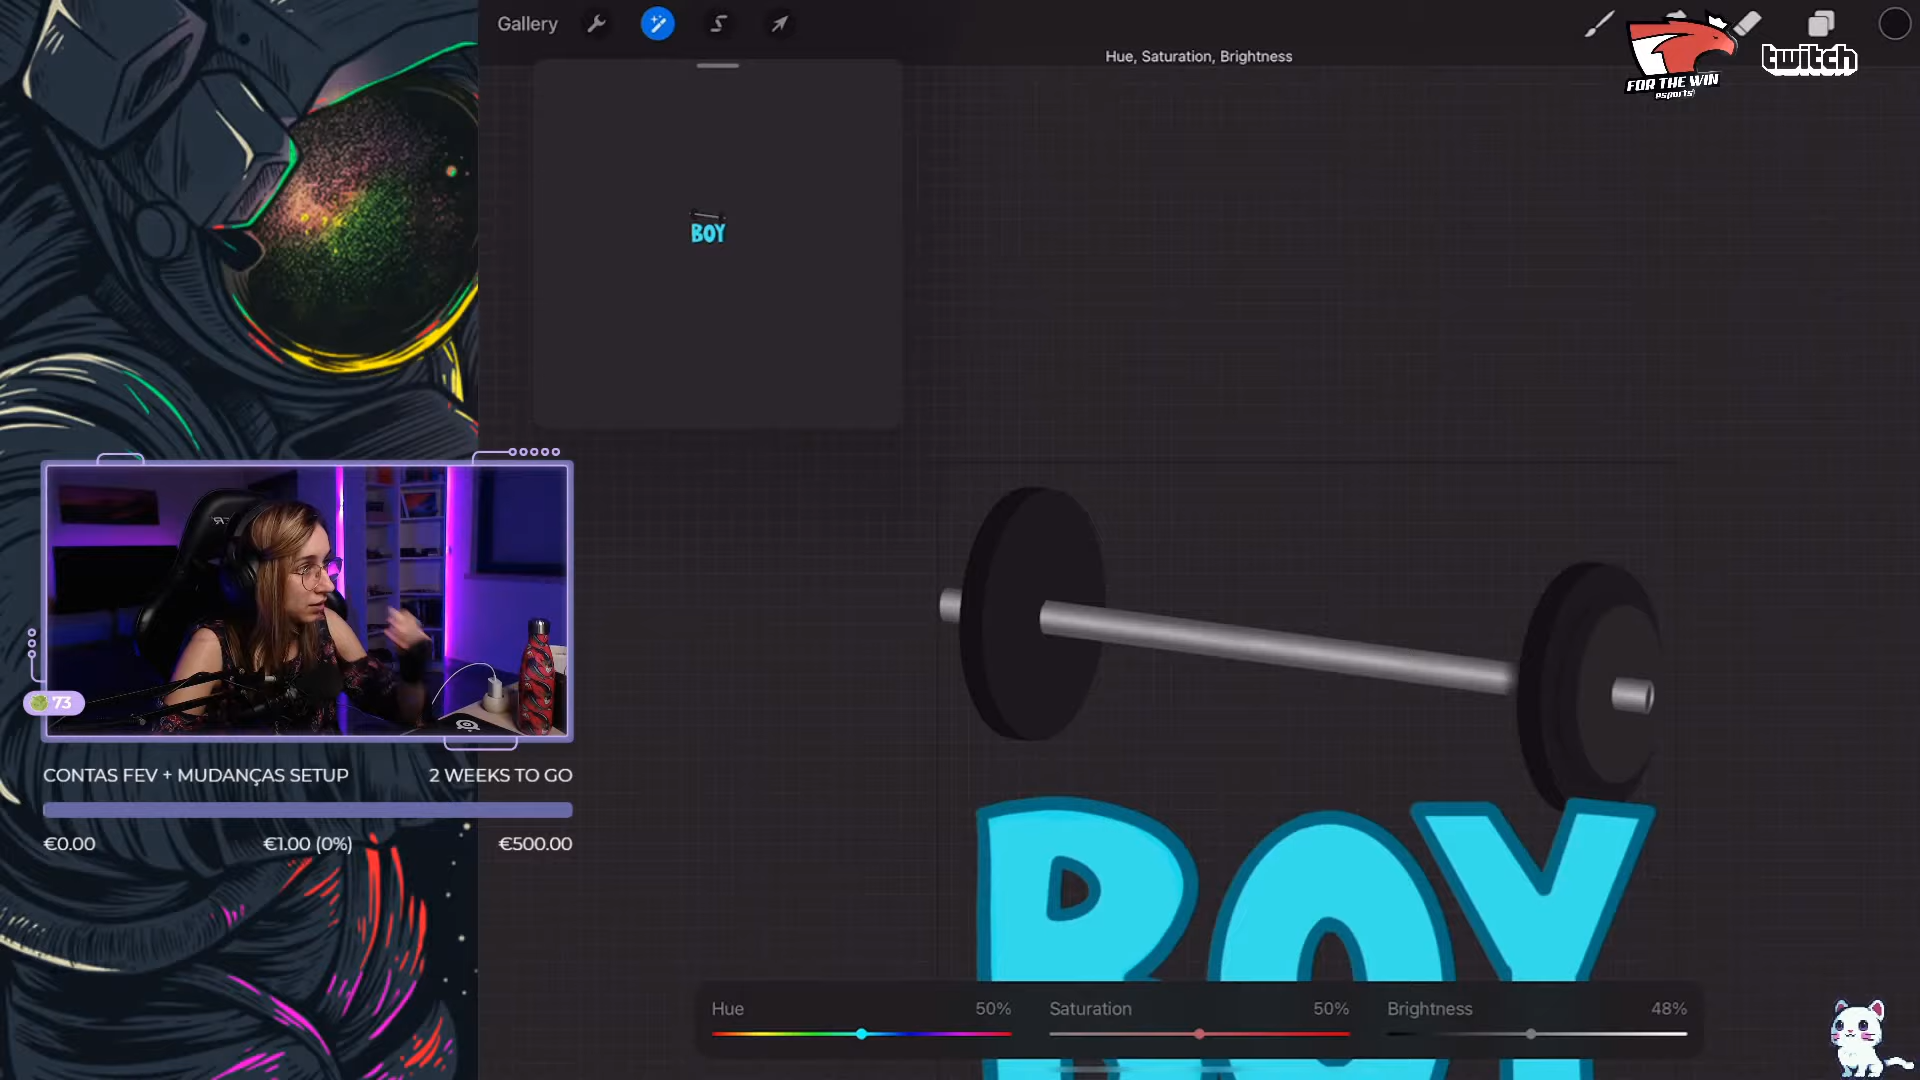 Gallery
Hue, Saturation, Brightness
FOR THE WIN
esports
twitch
BOY
73
CONTAS FEV + MUDANÇAS SETUP
2 WEEKS TO GO
€0.00
€1.00 (0%)
€500.00
BOY
Hue
50%
Saturation
50%
Brightness
48%